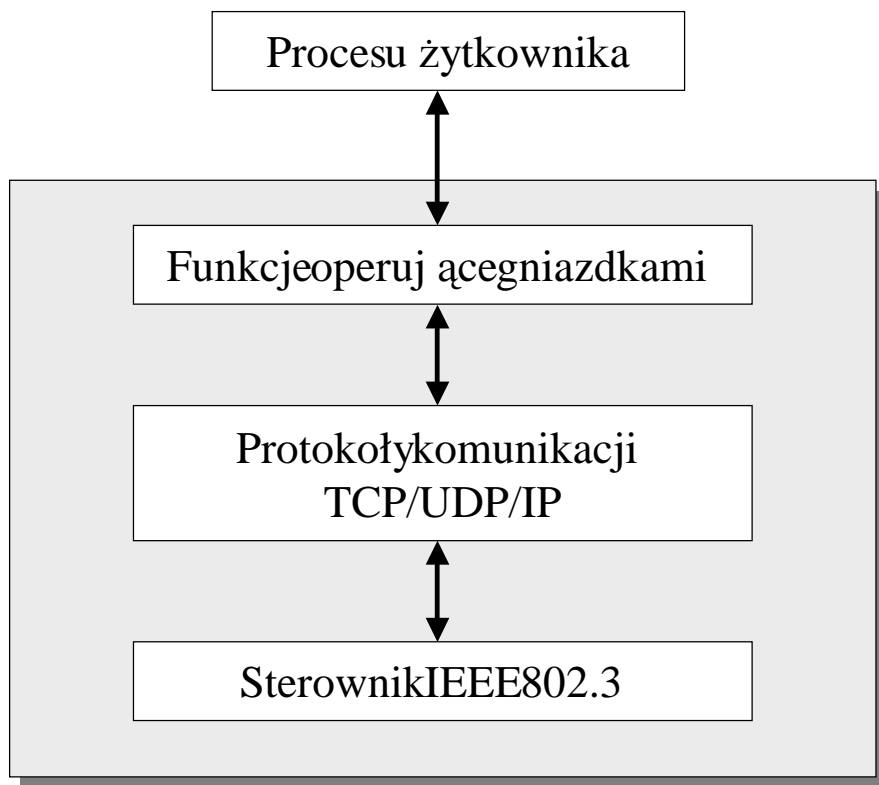 Procesu żytkownika
Funkcjeoperuj ącegniazdkami
Protokołykomunikacji
TCP/UDP/IP
SterownikIEEE802.3